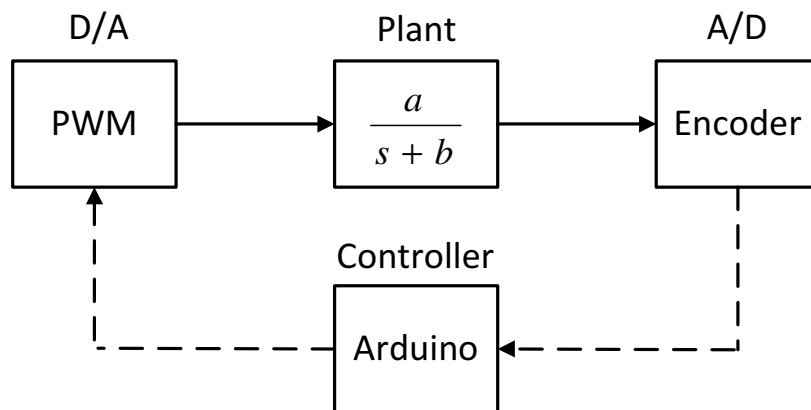 D/A
Plant
A/D
PWM
a
s + b
Encoder
Controller
Arduino